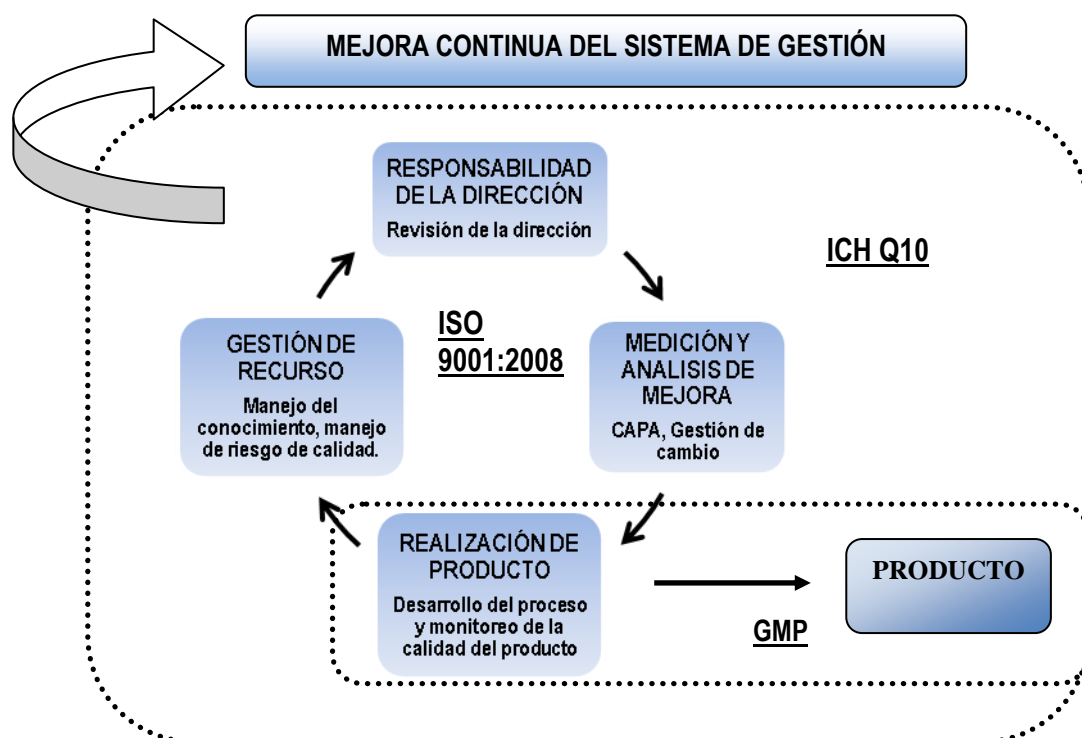 MEJORA CONTINUA DEL SISTEMA DE GESTIÓN
RESPONSABILIDAD
DE LA DIRECCIÓN
Revisión de la dirección
ICH Q10
ISO
9001:2008
GESTIÓN DE
RECURSO
Manejo del
conocimiento, manejo
de riesgo de calidad.
MEDICIÓN Y
ANALISIS DE
MEJORA
CAPA, Gestión de
cambio
REALIZACIÓN DE
PRODUCTO
Desarrollo del proceso
y monitoreo de la
calidad del producto
GMP
PRODUCTO